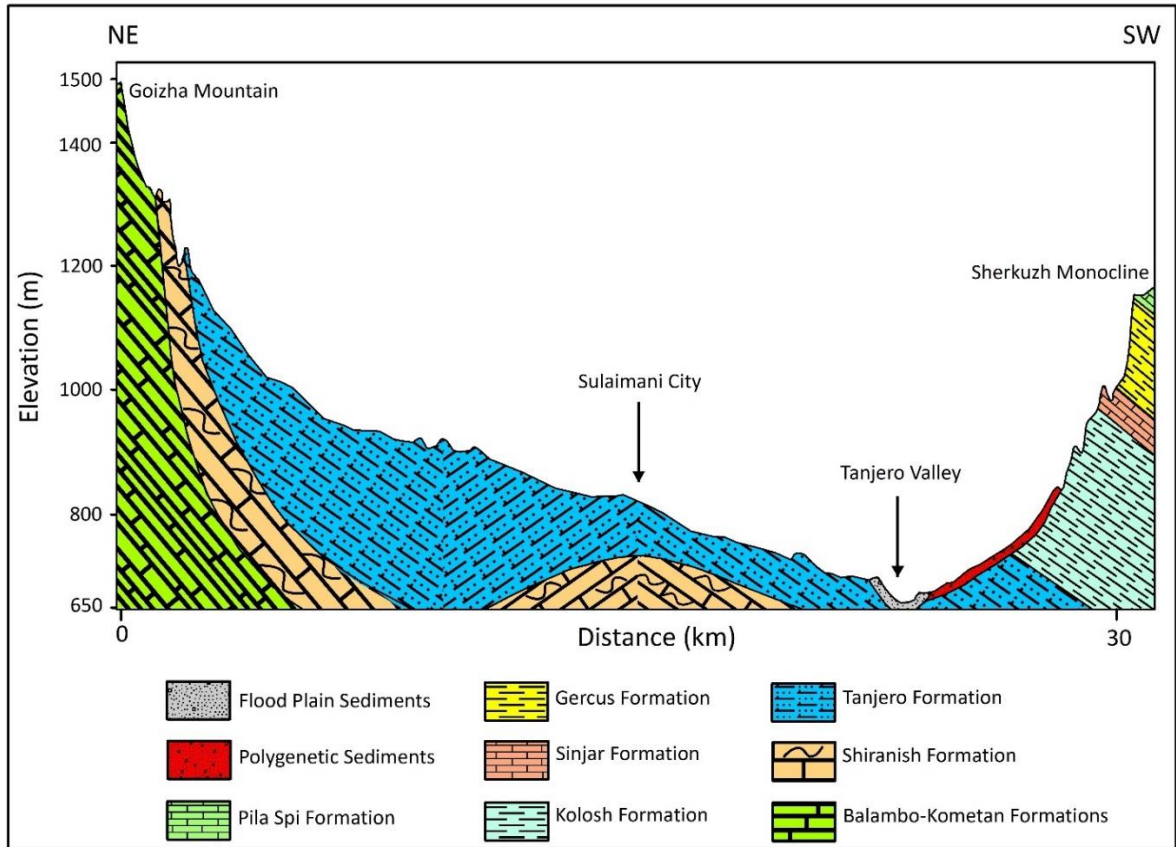 NE
SW
1500
Goizha Mountain
1400
1200
Sherkuzh Monocline
Elevation (m)
Sulaimani City
1000
Tanjero Valley
800
650
0
Distance (km)
30
Flood Plain Sediments
Gercus Formation
Tanjero Formation
Polygenetic Sediments
Sinjar Formation
Shiranish Formation
Pila Spi Formation
Kolosh Formation
Balambo-Kometan Formations